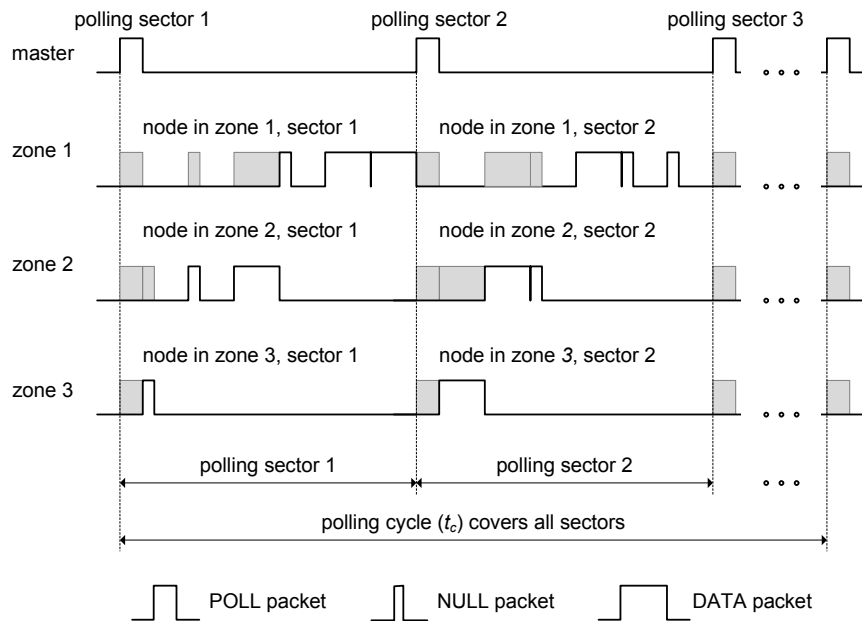 polling sector 1 polling sector 2 polling sector 3
master
node in zone 1, sector 1 node in zone 1, sector 2
zone 1
node in zone 2, sector 1 node in zone 2, sector 2
zone 2
node in zone 3, sector 1 node in zone 3, sector 2
zone 3
polling sector 1 polling sector 2
polling cycle (tc) covers all sectors
POLL packet NULL packet DATA packet